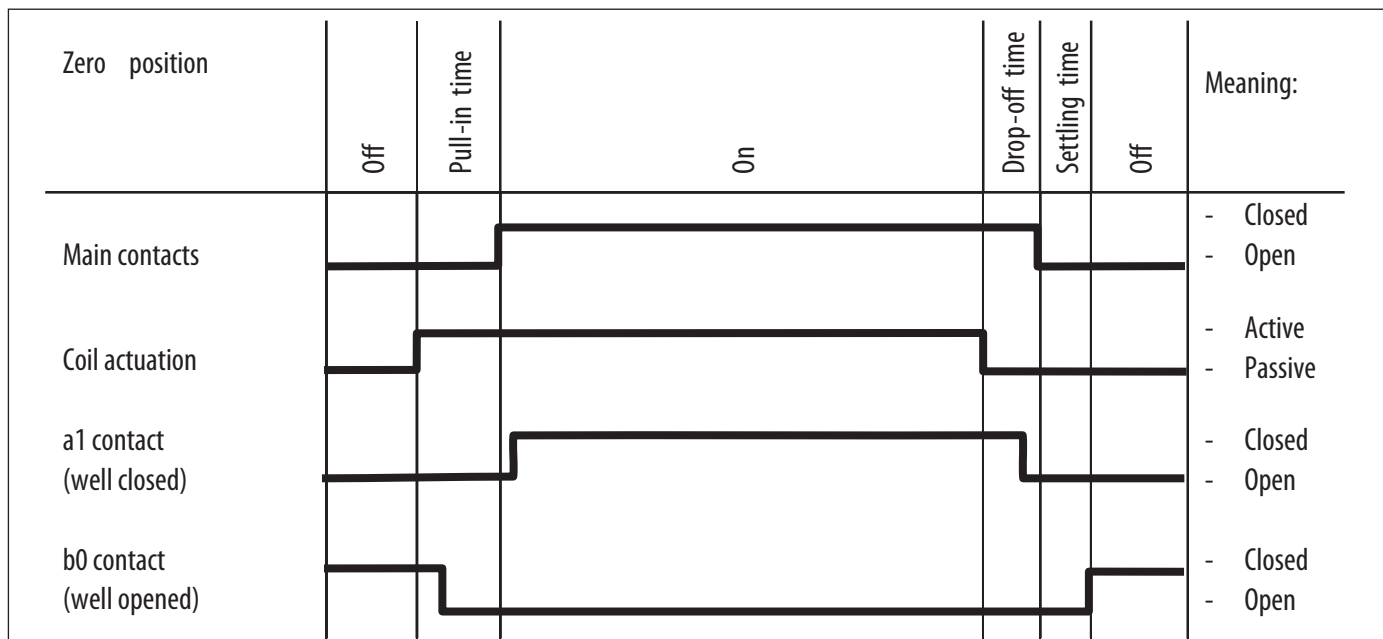 Zero position
Off
Pull-in time
On
Drop-off time
Settling time
Off
Meaning:
Main contacts
- Closed
- Open
Coil actuation
- Active
- Passive
a1 contact
(well closed)
- Closed
- Open
b0 contact
(well opened)
- Closed
- Open